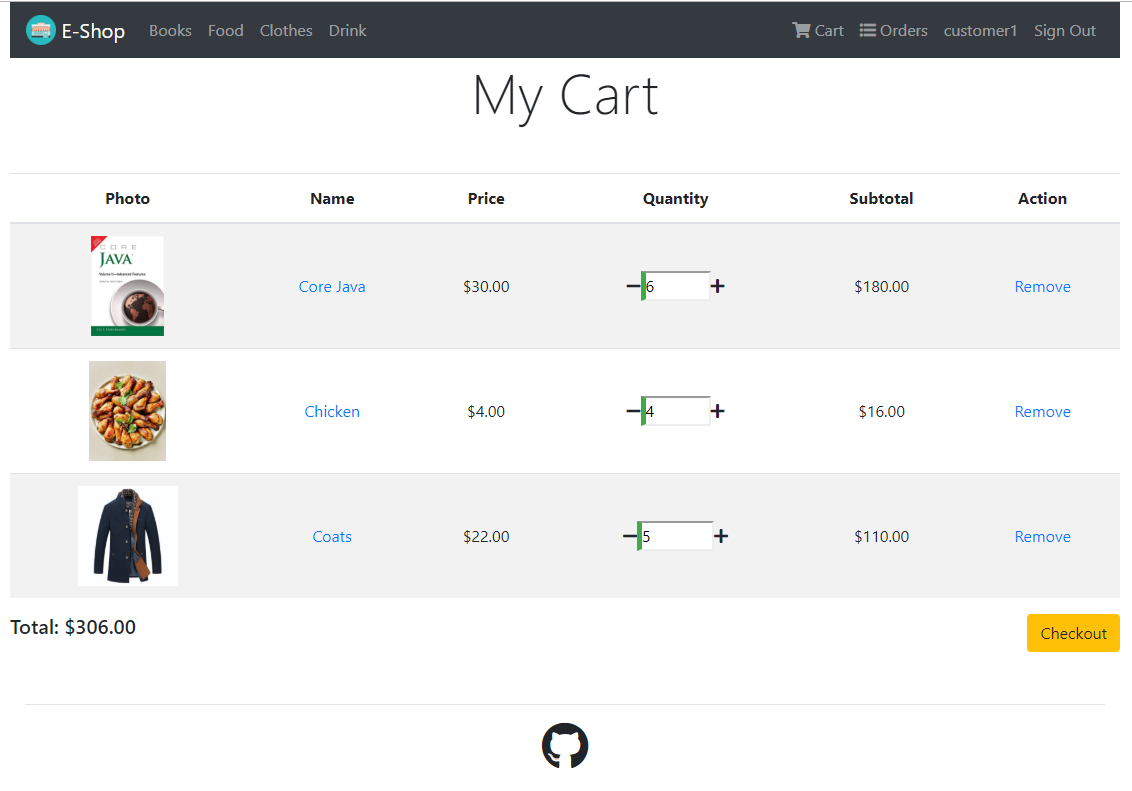 E-Shop Books Food Clothes Drink Cart Orders customer1 Sign Out
My Cart
Photo Name Price Quantity Subtotal Action
CORE
JAVA
Volume II—Advanced Features
Core Java $30.00 − 6 + $180.00 Remove
Chicken $4.00 − 4 + $16.00 Remove
Coats $22.00 − 5 + $110.00 Remove
Total: $306.00 Checkout